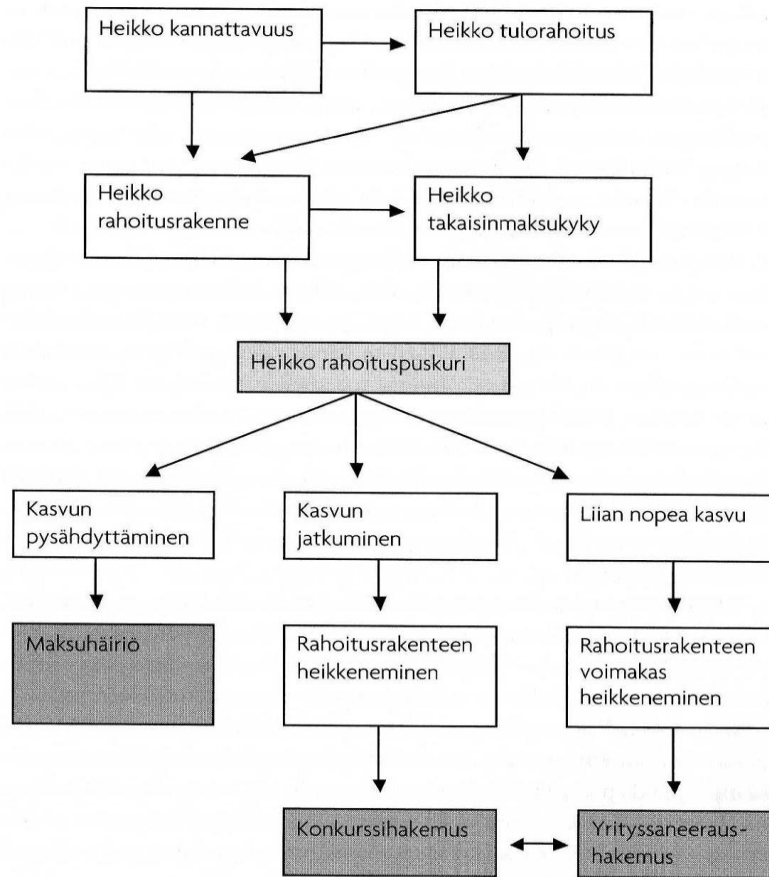 Heikko kannattavuus
Heikko tulorahoitus
Heikko
rahoitusrakenne
Heikko
takaisinmaksukyky
Heikko rahoituspuskuri
Kasvun
pysähdyttäminen
Kasvun
jatkuminen
Liian nopea kasvu
Maksuhäiriö
Rahoitusrakenteen
heikkeneminen
Rahoitusrakenteen
voimakas
heikkeneminen
Konkurssihakemus
Yrityssaneeraus-
hakemus